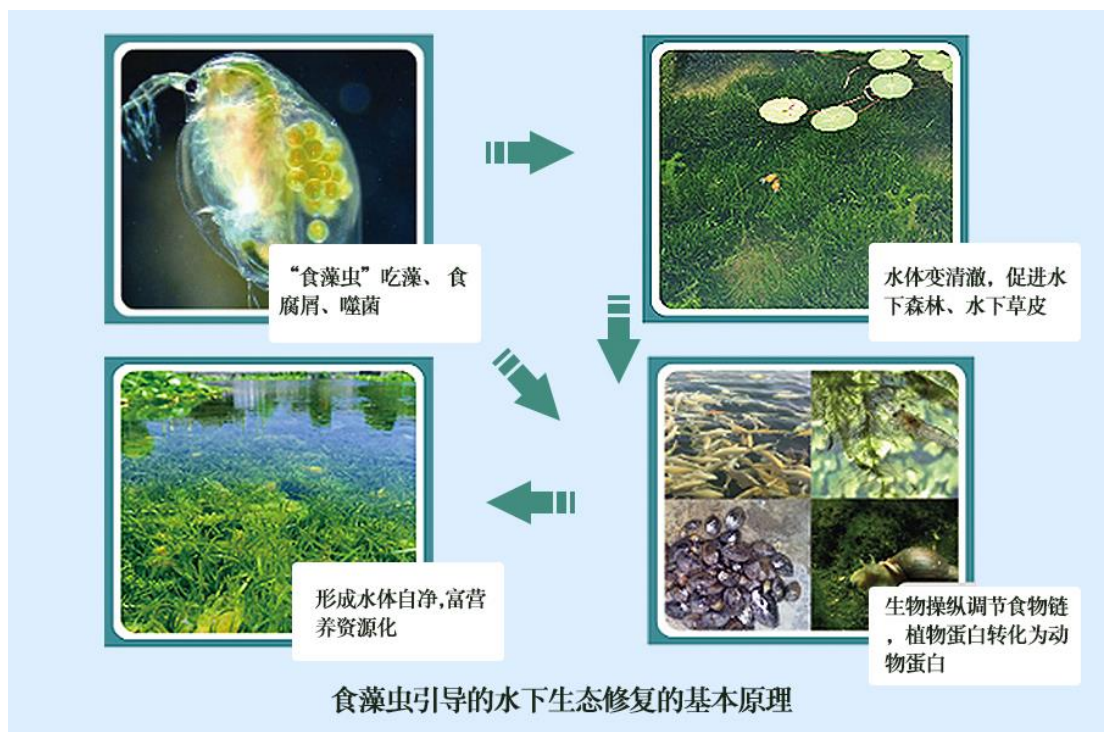 “食藻虫”吃藻、食
腐屑、噬菌
水体变清澈，促进水
下森林、水下草皮
形成水体自净,富营
养资源化
生物操纵调节食物链
，植物蛋白转化为动
物蛋白
食藻虫引导的水下生态修复的基本原理